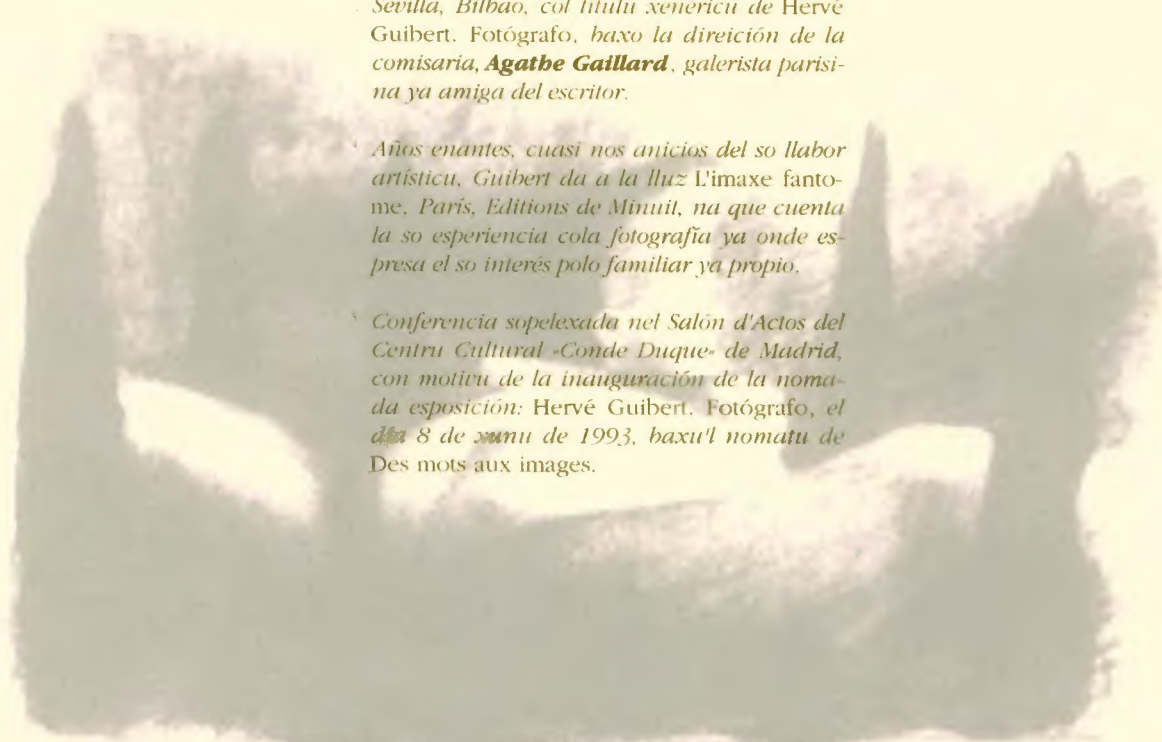 Sevilla, Bilbao, col títulu xenéricu de Hervé
Guibert. Fotógrafo, baxo la direición de la
comisaria, Agathe Gaillard, galerista parisi-
na ya amiga del escritor.
Años enantes, cuasi nos anicios del so llabor
artísticu, Guibert da a la lluz L'imaxe fanto-
me, París, Editions de Minuit, na que cuenta
la so esperiencia cola fotografía ya onde es-
presa el so interés polo familiar ya propio.
Conferencia sopelexada nel Salón d'Actos del
Centru Cultural «Conde Duque» de Madrid,
con motivu de la inauguración de la noma-
da esposición: Hervé Guibert. Fotógrafo, el
día 8 de xunu de 1993, baxu'l nomatu de
Des mots aux images.